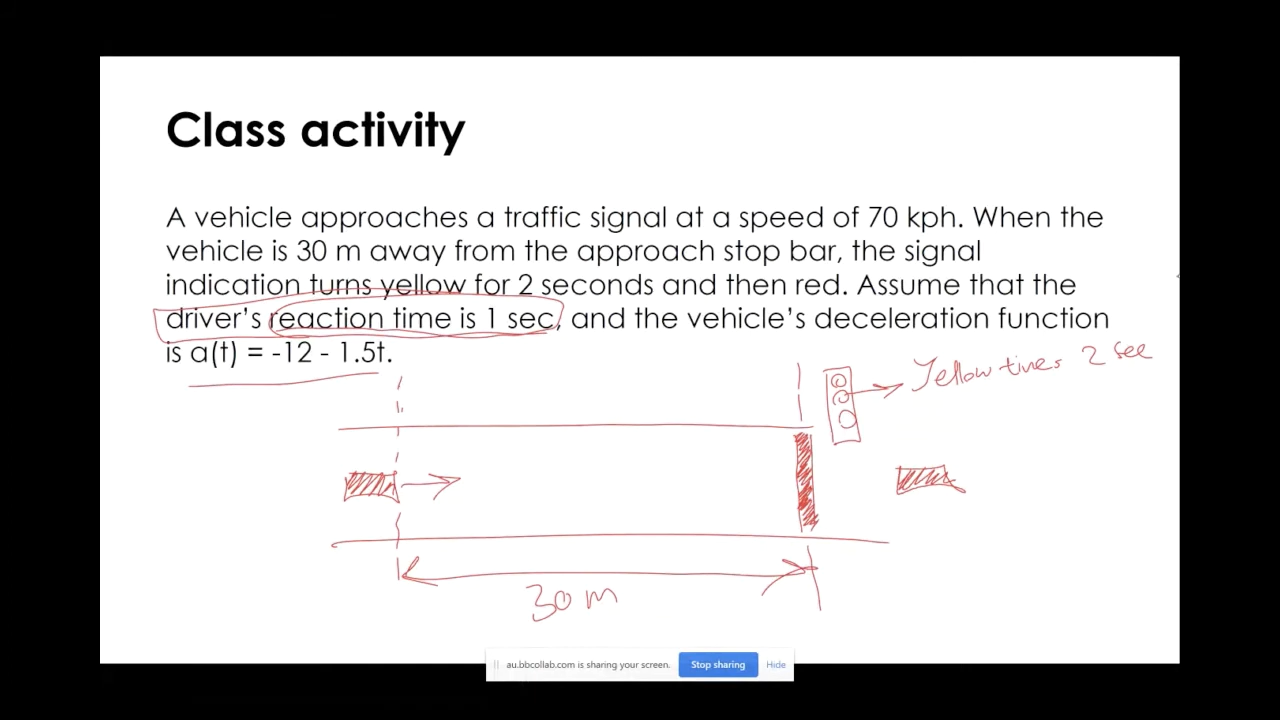 Class activity
A vehicle approaches a traffic signal at a speed of 70 kph. When the
vehicle is 30 m away from the approach stop bar, the signal
indication turns yellow for 2 seconds and then red. Assume that the
driver's reaction time is 1 sec, and the vehicle's deceleration function
is a(t) = -12 - 1.5t.
Yellow time 2 sec
30 m
au.bbcollab.com is sharing your screen. Stop sharing Hide